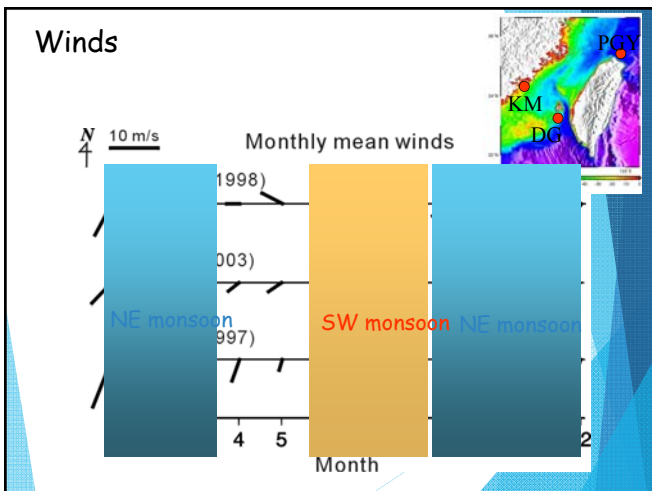 Winds
PGY
KM
DG
N 10 m/s Monthly mean winds
1998)
003)
NE monsoon SW monsoon NE monsoon
997)
4 5 2
Month